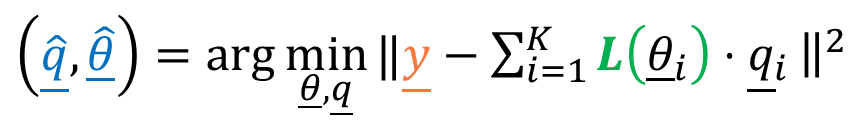 (q̲̂, θ̲̂) = arg min_{θ̲,q̲} ‖y̲ − ∑_{i=1}^{K} L(θ̲_i) · q̲_i ‖²